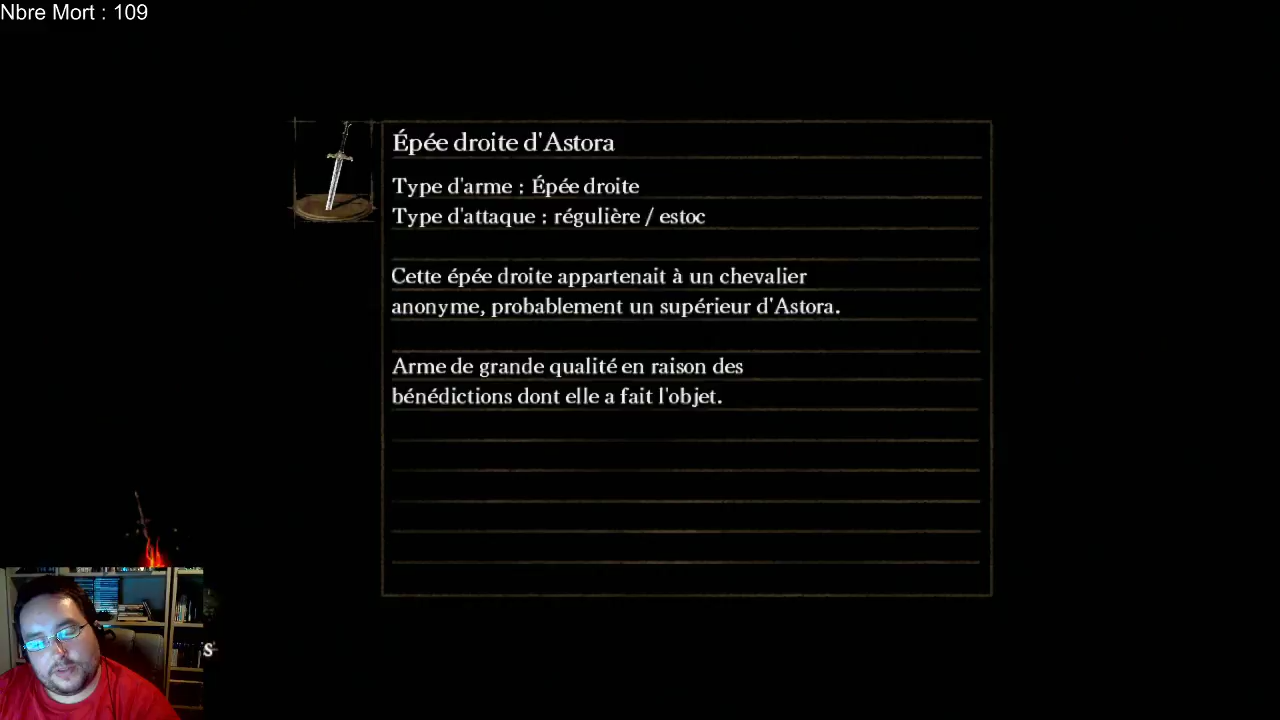 Nbre Mort : 109
Épée droite d'Astora
Type d'arme : Épée droite
Type d'attaque : régulière / estoc
Cette épée droite appartenait à un chevalier
anonyme, probablement un supérieur d'Astora.
Arme de grande qualité en raison des
bénédictions dont elle a fait l'objet.